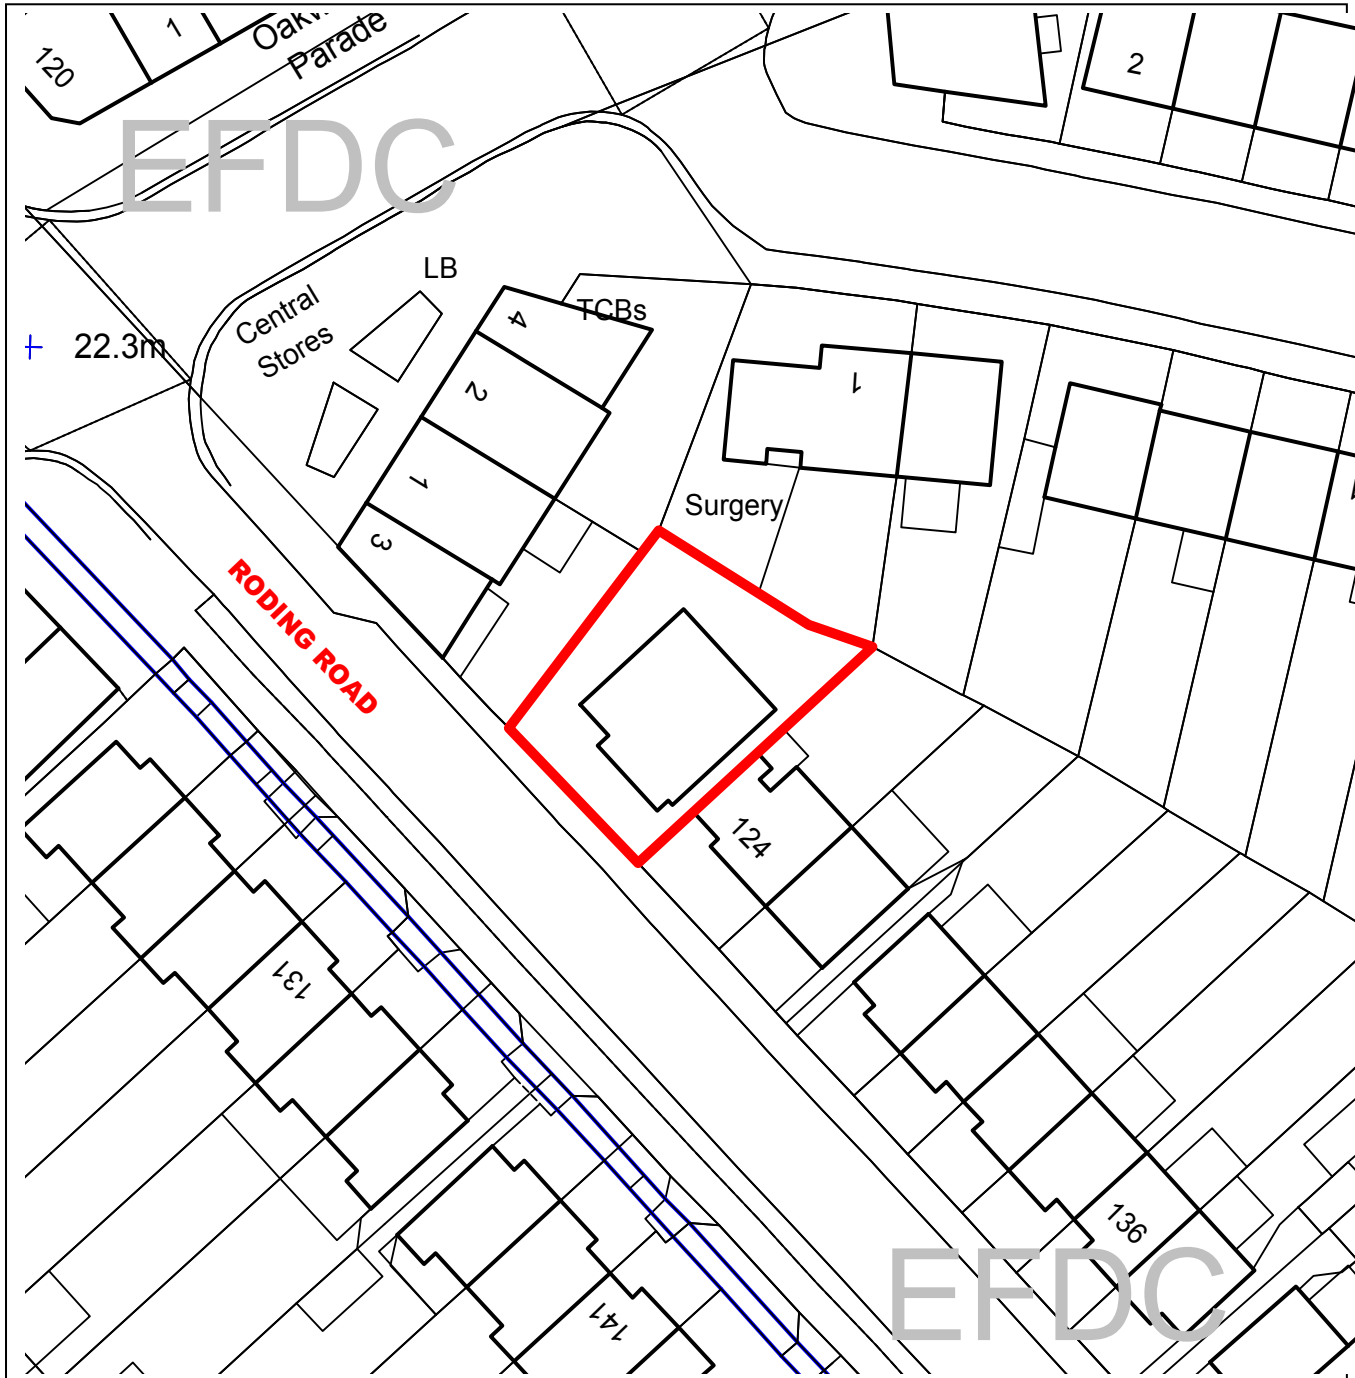 120
1
Parade
EFDC
2
LB
TCBs
Central
Stores
22.3m
4
2
1
3
1
Surgery
RODING ROAD
124
131
136
141
EFDC